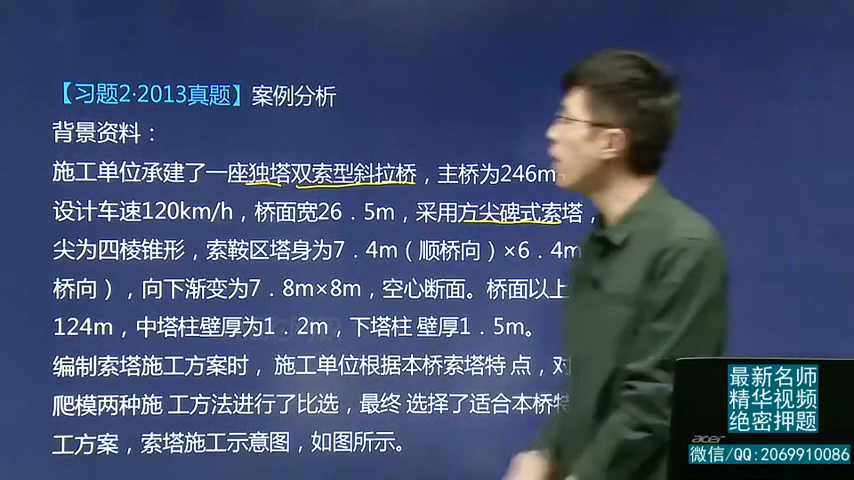 【习题2·2013真题】案例分析
背景资料：
施工单位承建了一座独塔双索型斜拉桥，主桥为246m
设计车速120km/h，桥面宽26．5m，采用方尖碑式索塔，
尖为四棱锥形，索鞍区塔身为7．4m（顺桥向）×6．4m
桥向），向下渐变为7．8m×8m，空心断面。桥面以上
124m，中塔柱壁厚为1．2m，下塔柱 壁厚1．5m。
编制索塔施工方案时， 施工单位根据本桥索塔特 点，对
爬模两种施 工方法进行了比选，最终 选择了适合本桥特
工方案，索塔施工示意图，如图所示。
最新名师
精华视频
绝密押题
acer
微信/QQ:2069910086